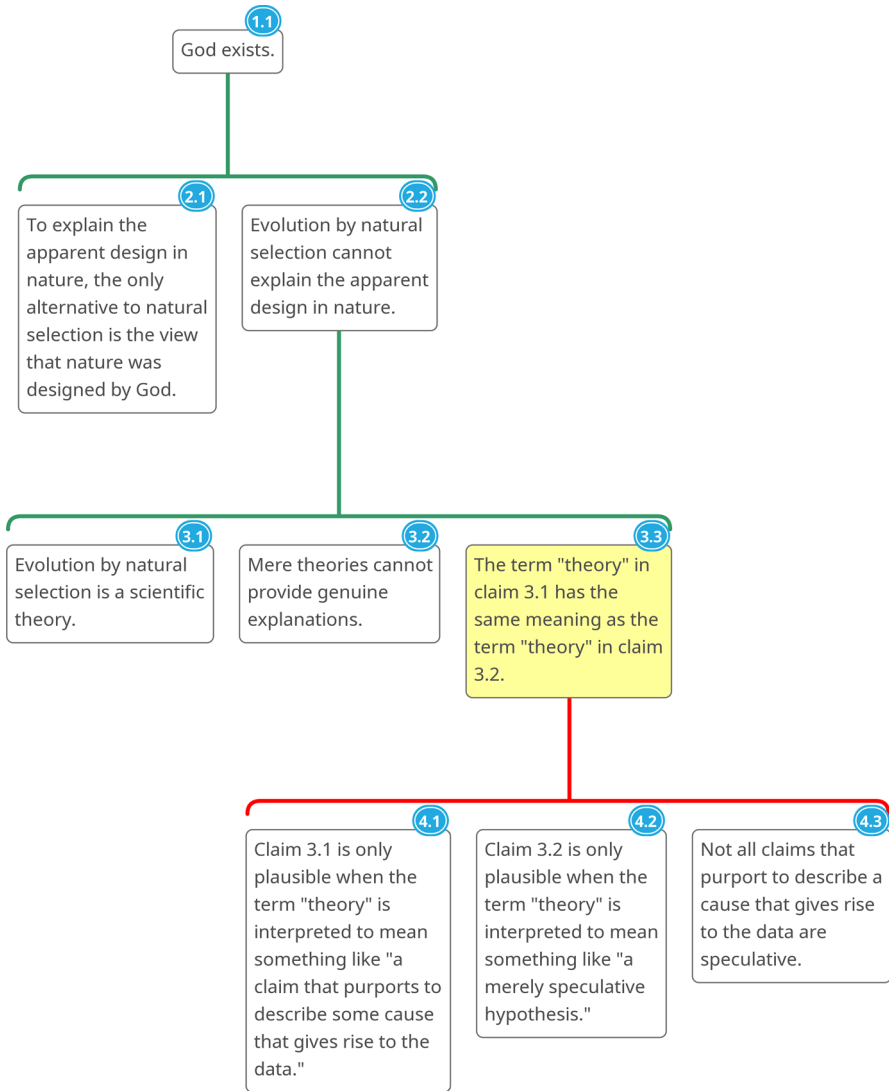 1.1
God exists.
2.1
To explain the
apparent design in
nature, the only
alternative to natural
selection is the view
that nature was
designed by God.
2.2
Evolution by natural
selection cannot
explain the apparent
design in nature.
3.1
Evolution by natural
selection is a scientific
theory.
3.2
Mere theories cannot
provide genuine
explanations.
3.3
The term "theory" in
claim 3.1 has the
same meaning as the
term "theory" in claim
3.2.
4.1
Claim 3.1 is only
plausible when the
term "theory" is
interpreted to mean
something like "a
claim that purports to
describe some cause
that gives rise to the
data."
4.2
Claim 3.2 is only
plausible when the
term "theory" is
interpreted to mean
something like "a
merely speculative
hypothesis."
4.3
Not all claims that
purport to describe a
cause that gives rise
to the data are
speculative.